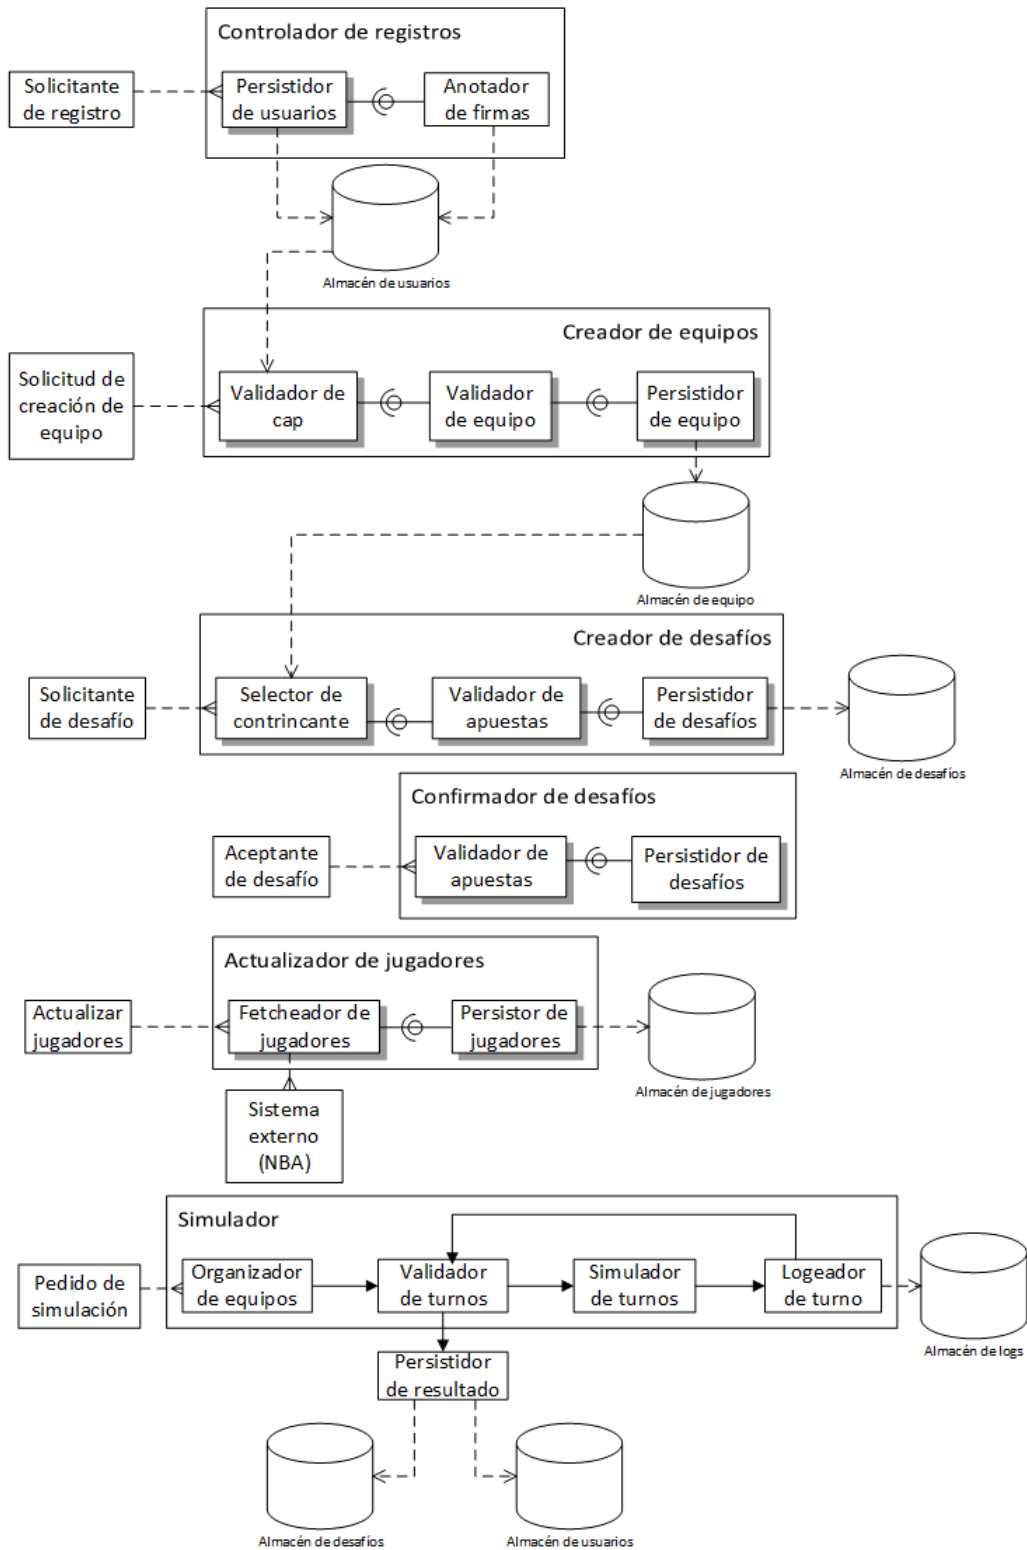 Controlador de registros
Solicitante
de registro
Persistidor
de usuarios
Anotador
de firmas
Almacén de usuarios
Creador de equipos
Solicitud de
creación de
equipo
Validador de
cap
Validador
de equipo
Persistidor
de equipo
Almacén de equipo
Creador de desafíos
Solicitante
de desafío
Selector de
contrincante
Validador de
apuestas
Persistidor
de desafíos
Almacén de desafíos
Confirmador de desafíos
Aceptante
de desafío
Validador de
apuestas
Persistidor de
desafíos
Actualizador de jugadores
Actualizar
jugadores
Fetcheador de
jugadores
Persistor de
jugadores
Almacén de jugadores
Sistema
externo
(NBA)
Simulador
Pedido de
simulación
Organizador
de equipos
Validador
de turnos
Simulador
de turnos
Logeador
de turno
Almacén de logs
Persistidor
de resultado
Almacén de desafíos
Almacén de usuarios